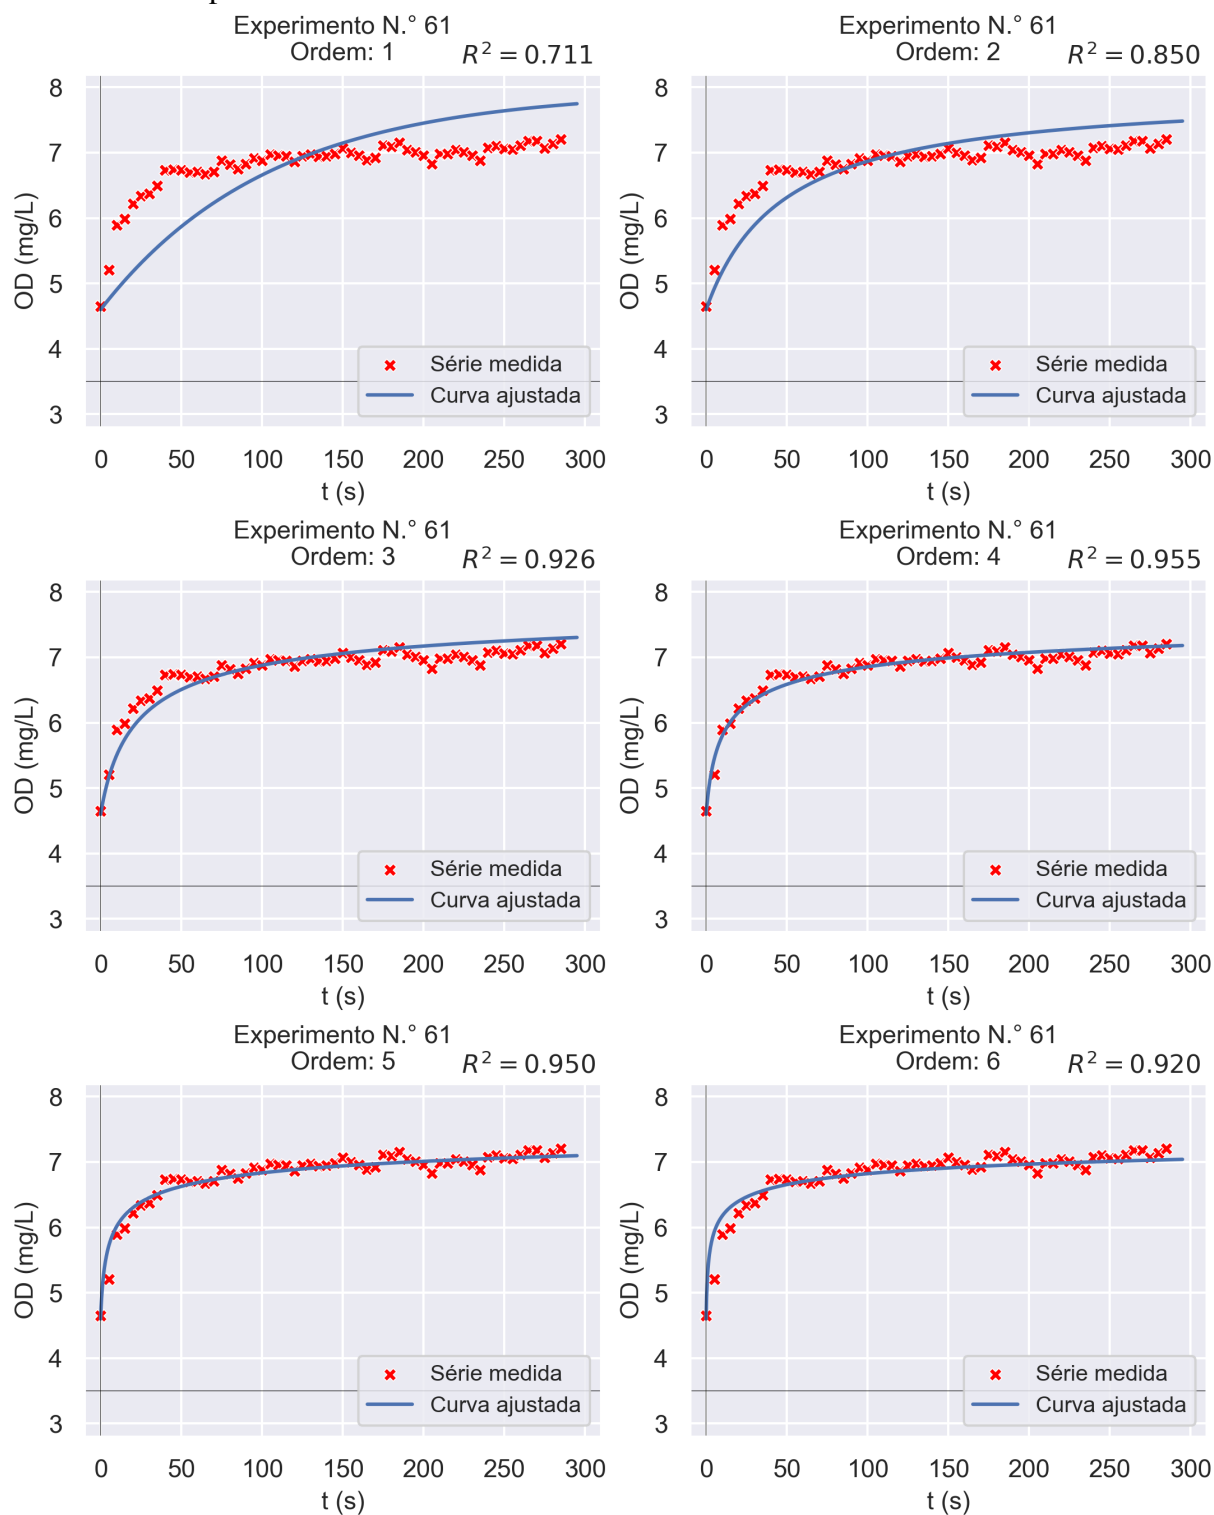 Experimento N.° 61
Ordem: 1 R² = 0.711
8
7
6
5
4
3
OD (mg/L)
Série medida
Curva ajustada
0 50 100 150 200 250 300
t (s)
Experimento N.° 61
Ordem: 2 R² = 0.850
8
7
6
5
4
3
OD (mg/L)
Série medida
Curva ajustada
0 50 100 150 200 250 300
t (s)
Experimento N.° 61
Ordem: 3 R² = 0.926
8
7
6
5
4
3
OD (mg/L)
Série medida
Curva ajustada
0 50 100 150 200 250 300
t (s)
Experimento N.° 61
Ordem: 4 R² = 0.955
8
7
6
5
4
3
OD (mg/L)
Série medida
Curva ajustada
0 50 100 150 200 250 300
t (s)
Experimento N.° 61
Ordem: 5 R² = 0.950
8
7
6
5
4
3
OD (mg/L)
Série medida
Curva ajustada
0 50 100 150 200 250 300
t (s)
Experimento N.° 61
Ordem: 6 R² = 0.920
8
7
6
5
4
3
OD (mg/L)
Série medida
Curva ajustada
0 50 100 150 200 250 300
t (s)